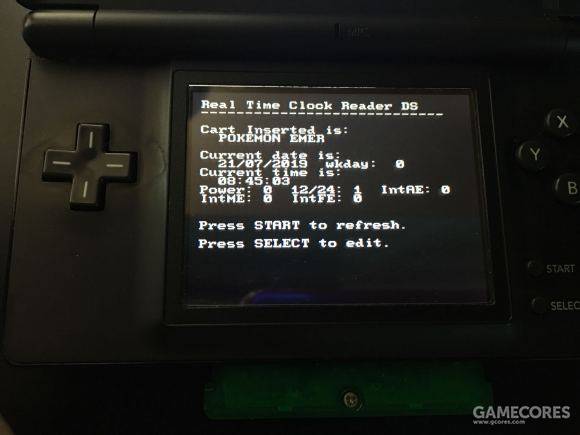 MIC
Real Time Clock Reader DS
Cart Inserted is:
POKEMON EMER
Current date is:
21/07/2019 wkday: 0
Current time is:
08:45:03
Power: 0 12/24: 1 IntAE: 0
IntME: 0 IntFE: 0
Press START to refresh.
Press SELECT to edit.
X
Y
B
START
SELEC
GAMECORES
www.gcores.com